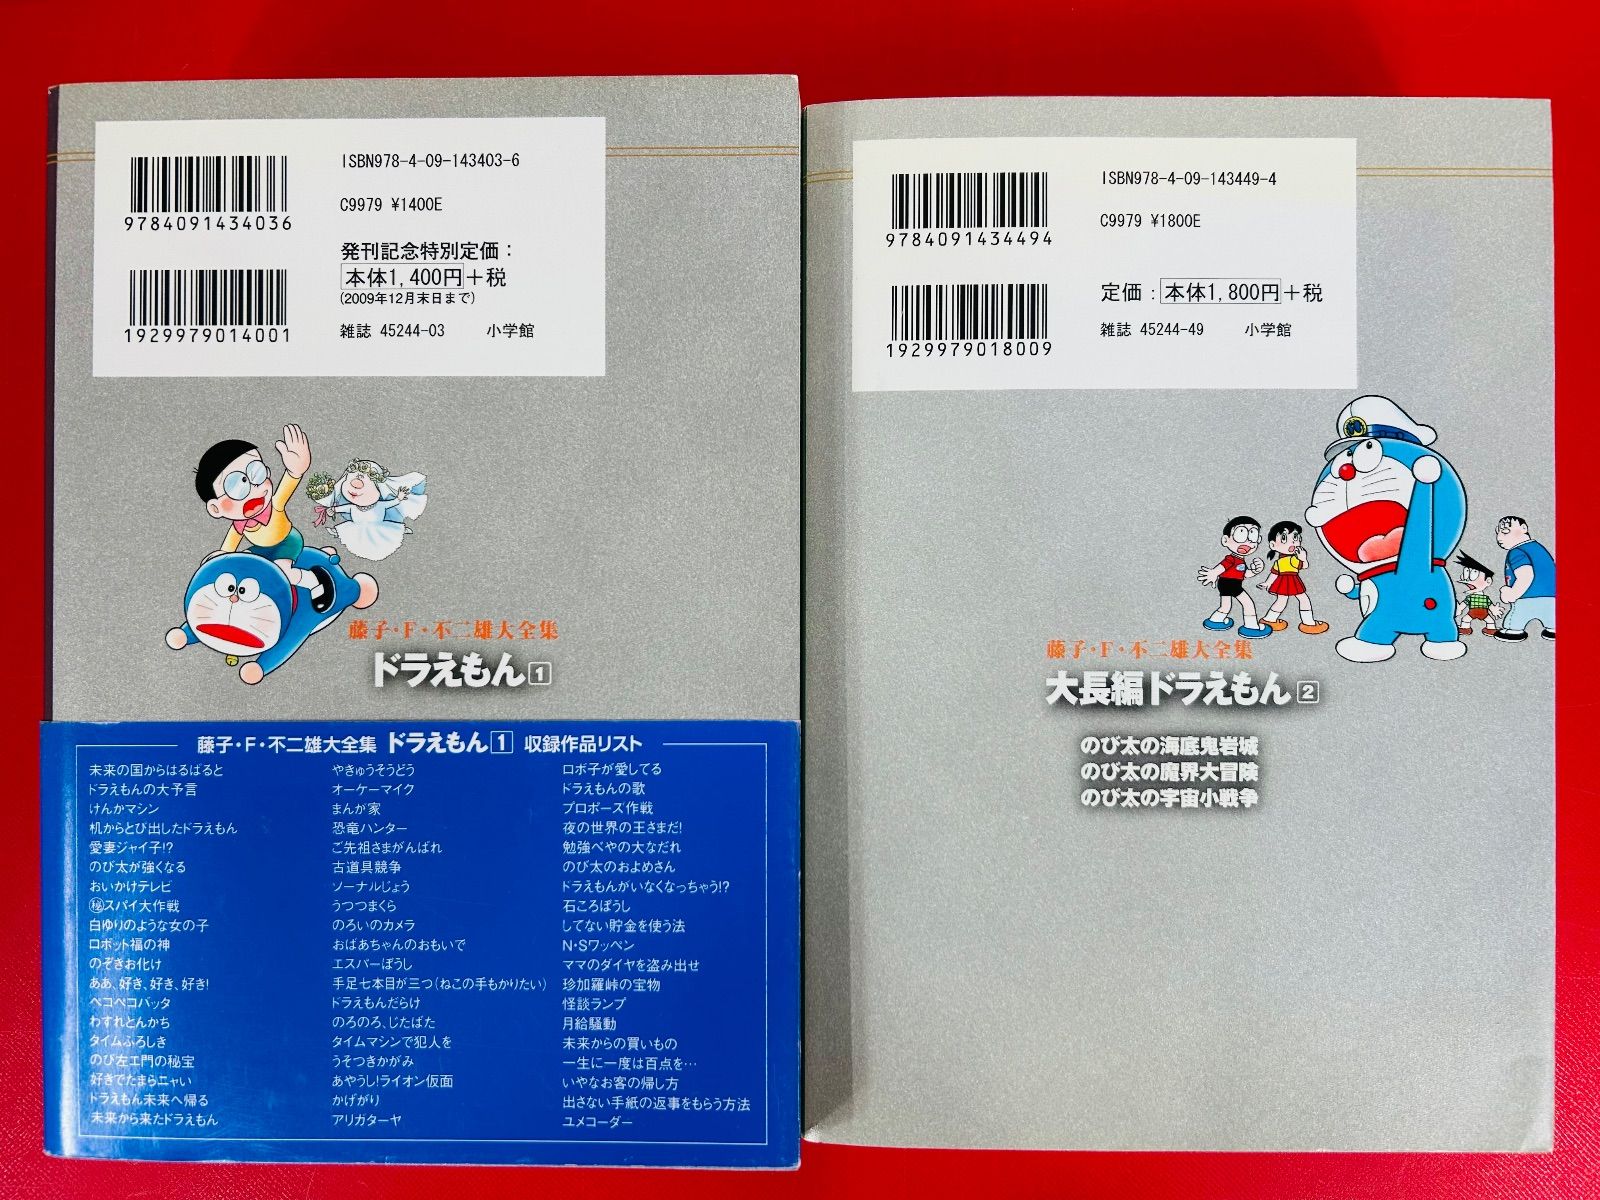 ISBN978-4-09-143403-6
9784091434036
C9979 ¥1400E
発刊記念特別定価：
本体1,400円＋税
(2009年12月末日まで)
1929979014001
雑誌 45244-03 小学館
藤子・F・不二雄大全集
ドラえもん 1
藤子・F・不二雄大全集 ドラえもん 1 収録作品リスト
未来の国からはるばると
ドラえもんの大予言
けんかマシン
机からとび出したドラえもん
愛妻ジャイ子!?
のび太が強くなる
おいかけテレビ
㊙スパイ大作戦
白ゆりのような女の子
ロボット福の神
のぞきお化け
ああ、好き、好き、好き!
ペコペコバッタ
わすれとんかち
タイムふろしき
のび左エ門の秘宝
好きでたまらニャい
ドラえもん未来へ帰る
未来から来たドラえもん
やきゅうそうどう
オーケーマイク
まんが家
恐竜ハンター
ご先祖さまがんばれ
古道具競争
ソーナルじょう
うつつまくら
のろいのカメラ
おばあちゃんのおもいで
エスパーぼうし
手足七本目が三つ(ねこの手もかりたい)
ドラえもんだらけ
のろのろ、じたばた
タイムマシンで犯人を
うそつきかがみ
あやうし!ライオン仮面
かげがり
アリガターヤ
ロボ子が愛してる
ドラえもんの歌
プロポーズ作戦
夜の世界の王さまだ!
勉強べやの大なだれ
のび太のおよめさん
ドラえもんがいなくなっちゃう!?
石ころぼうし
してない貯金を使う法
N・Sワッペン
ママのダイヤを盗み出せ
珍加羅峠の宝物
怪談ランプ
月給騒動
未来からの買いもの
一生に一度は百点を…
いやなお客の帰し方
出さない手紙の返事をもらう方法
ユメコーダー
ISBN978-4-09-143449-4
9784091434494
C9979 ¥1800E
定価：本体1,800円＋税
1929979018009
雑誌 45244-49 小学館
藤子・F・不二雄大全集
大長編ドラえもん 2
のび太の海底鬼岩城
のび太の魔界大冒険
のび太の宇宙小戦争